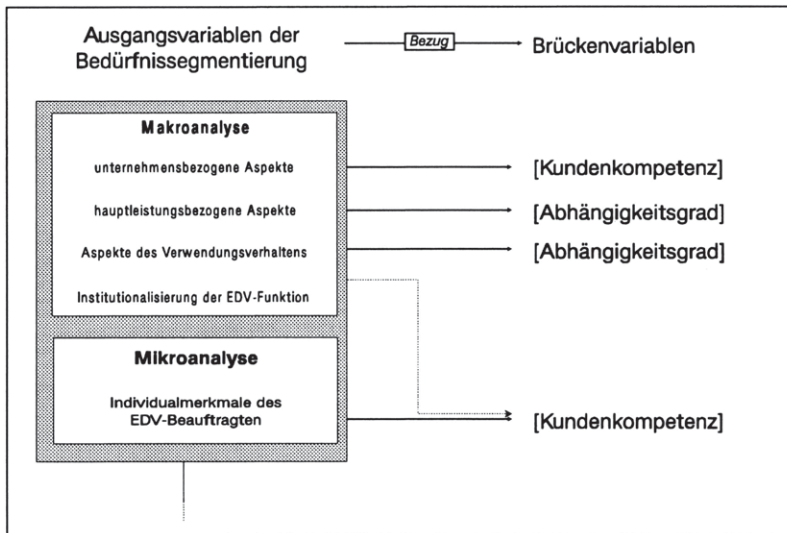 Ausgangsvariablen der
Bedürfnissegmentierung
Bezug
Brückenvariablen
Makroanalyse
unternehmensbezogene Aspekte
[Kundenkompetenz]
hauptleistungsbezogene Aspekte
[Abhängigkeitsgrad]
Aspekte des Verwendungsverhaltens
[Abhängigkeitsgrad]
Institutionalisierung der EDV-Funktion
Mikroanalyse
Individualmerkmale des
EDV-Beauftragten
[Kundenkompetenz]